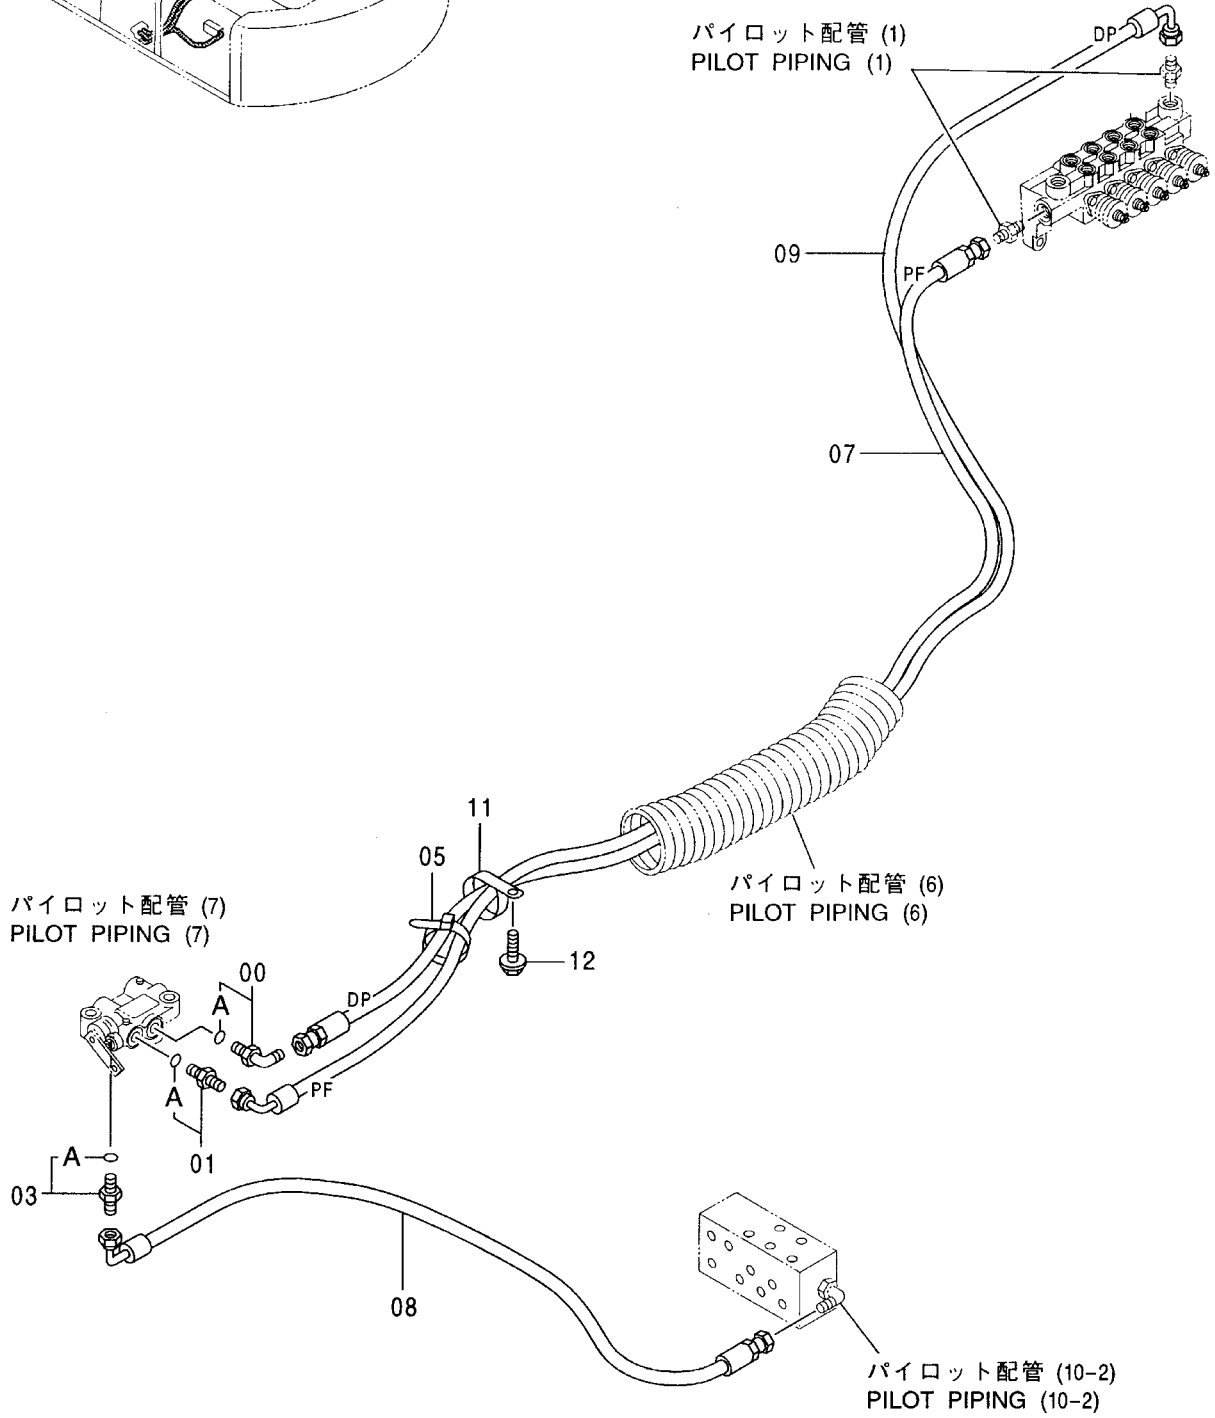 パイロット配管 (1)
PILOT PIPING (1)
DP
09
PF
07
11
05
パイロット配管 (6)
PILOT PIPING (6)
パイロット配管 (7)
PILOT PIPING (7)
12
00
A
DP
A
PF
01
A
03
08
パイロット配管 (10-2)
PILOT PIPING (10-2)